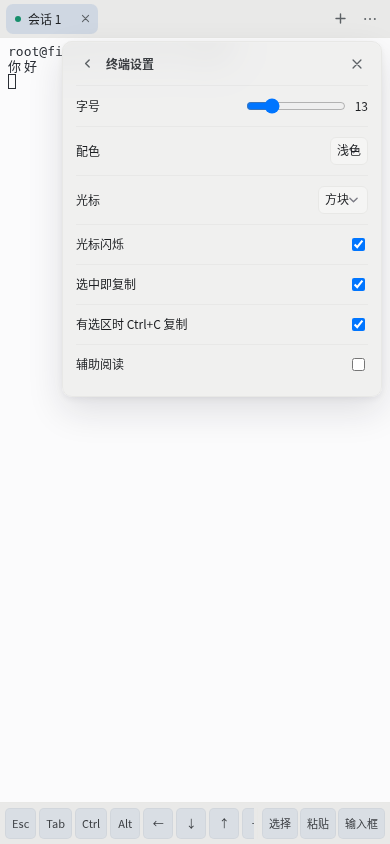 会话 1
root@fi
你 好
终端设置
字号
13
配色
浅色
光标
方块
光标闪烁
选中即复制
有选区时 Ctrl+C 复制
辅助阅读
Esc Tab Ctrl Alt ← ↓ ↑ 选择 粘贴 输入框